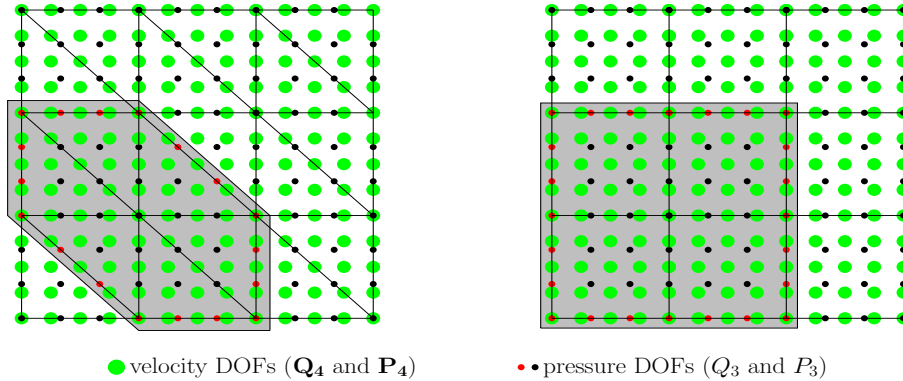 velocity DOFs (Q₄ and P₄)
pressure DOFs (Q₃ and P₃)